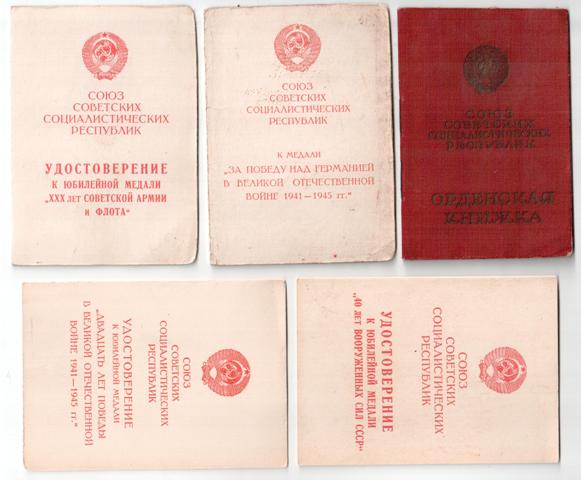 СОЮЗ
СОВЕТСКИХ
СОЦИАЛИСТИЧЕСКИХ
РЕСПУБЛИК
УДОСТОВЕРЕНИЕ
К ЮБИЛЕЙНОЙ МЕДАЛИ
„XXX ЛЕТ СОВЕТСКОЙ АРМИИ
и ФЛОТА“
СОЮЗ
СОВЕТСКИХ
СОЦИАЛИСТИЧЕСКИХ
РЕСПУБЛИК
К МЕДАЛИ
„ЗА ПОБЕДУ НАД ГЕРМАНИЕЙ
В ВЕЛИКОЙ ОТЕЧЕСТВЕННОЙ
ВОЙНЕ 1941—1945 гг.“
СОЮЗ
СОВЕТСКИХ
СОЦИАЛИСТИЧЕСКИХ
РЕСПУБЛИК
ОРДЕНСКАЯ
КНИЖКА
СОЮЗ
СОВЕТСКИХ
СОЦИАЛИСТИЧЕСКИХ
РЕСПУБЛИК
УДОСТОВЕРЕНИЕ
К ЮБИЛЕЙНОЙ МЕДАЛИ
„ДВАДЦАТЬ ЛЕТ ПОБЕДЫ
В ВЕЛИКОЙ ОТЕЧЕСТВЕННОЙ
ВОЙНЕ 1941—1945 гг.“
СОЮЗ
СОВЕТСКИХ
СОЦИАЛИСТИЧЕСКИХ
РЕСПУБЛИК
УДОСТОВЕРЕНИЕ
К ЮБИЛЕЙНОЙ МЕДАЛИ
„40 ЛЕТ ВООРУЖЕННЫХ СИЛ СССР“